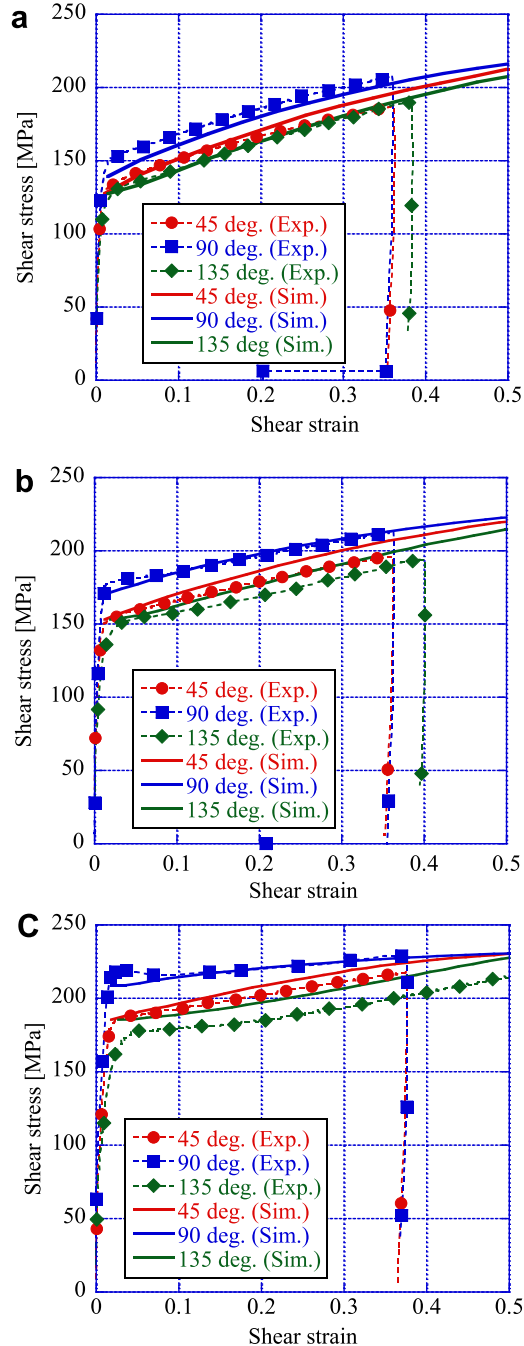 a
250
200
150
100
50
0
Shear stress [MPa]
45 deg. (Exp.)
90 deg. (Exp.)
135 deg. (Exp.)
45 deg. (Sim.)
90 deg. (Sim.)
135 deg (Sim.)
0 0.1 0.2 0.3 0.4 0.5
Shear strain
b
250
200
150
100
50
0
Shear stress [MPa]
45 deg. (Exp.)
90 deg. (Exp.)
135 deg. (Exp.)
45 deg. (Sim.)
90 deg. (Sim.)
135 deg. (Sim.)
0 0.1 0.2 0.3 0.4 0.5
Shear strain
C
250
200
150
100
50
0
Shear stress [MPa]
45 deg. (Exp.)
90 deg. (Exp.)
135 deg. (Exp.)
45 deg. (Sim.)
90 deg. (Sim.)
135 deg. (Sim.)
0 0.1 0.2 0.3 0.4 0.5
Shear strain